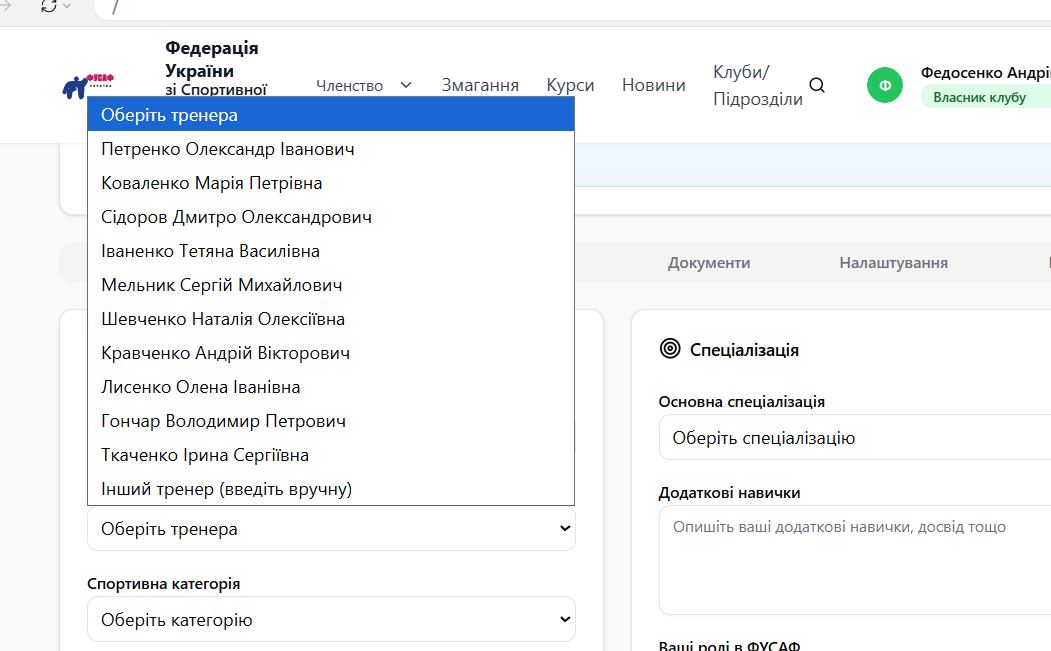 Федерація
України
зі Спортивної
ФУСАФ
Членство
Змагання
Курси
Новини
Клуби/
Підрозділи
Ф
Федосенко Андрі
Власник клубу
Оберіть тренера
Петренко Олександр Іванович
Коваленко Марія Петрівна
Сідоров Дмитро Олександрович
Іваненко Тетяна Василівна
Мельник Сергій Михайлович
Шевченко Наталія Олексіївна
Кравченко Андрій Вікторович
Лисенко Олена Іванівна
Гончар Володимир Петрович
Ткаченко Ірина Сергіївна
Інший тренер (введіть вручну)
Оберіть тренера
Спортивна категорія
Оберіть категорію
Документи
Налаштування
Спеціалізація
Основна спеціалізація
Оберіть спеціалізацію
Додаткові навички
Опишіть ваші додаткові навички, досвід тощо
Ваші ролі в ФУСАФ